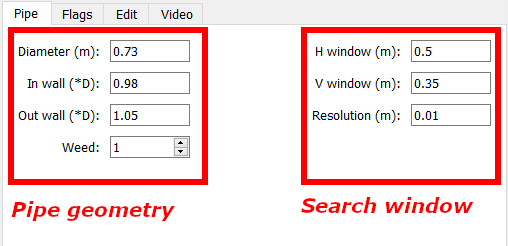 Pipe Flags Edit Video
Diameter (m): 0.73 H window (m): 0.5
In wall (*D): 0.98 V window (m): 0.35
Out wall (*D): 1.05 Resolution (m): 0.01
Weed: 1
Pipe geometry Search window